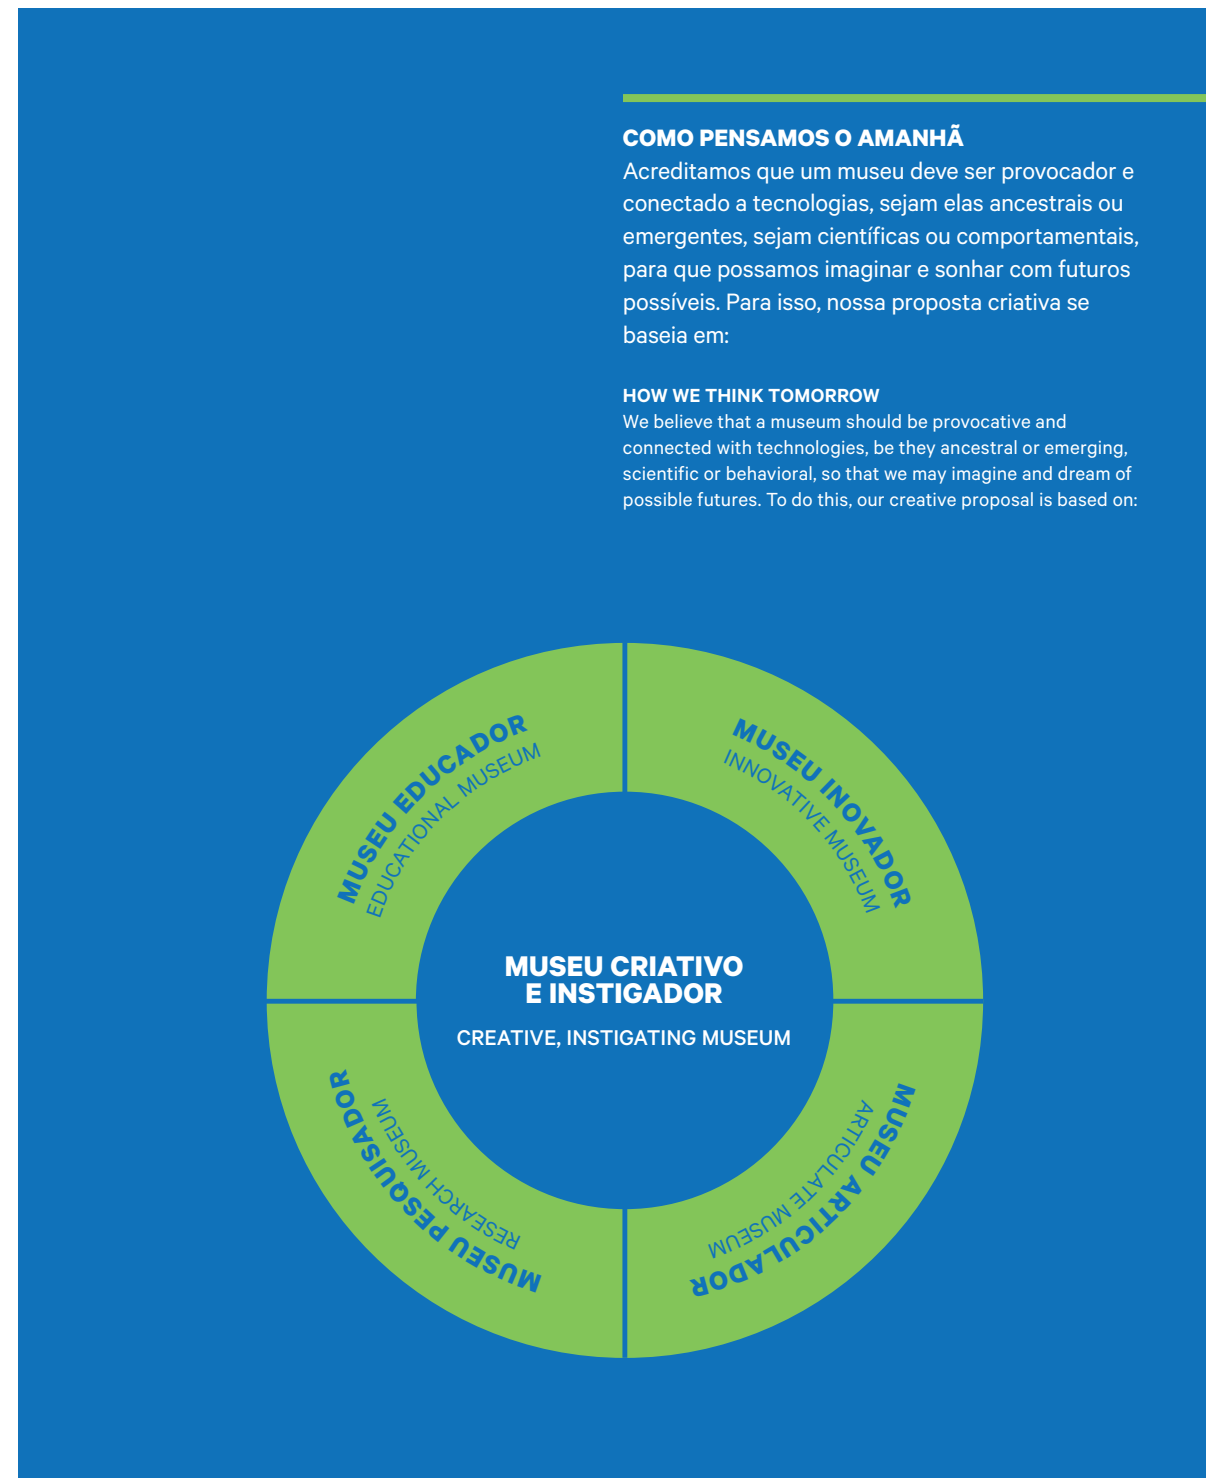 COMO PENSAMOS O AMANHÃ
Acreditamos que um museu deve ser provocador e
conectado a tecnologias, sejam elas ancestrais ou
emergentes, sejam científicas ou comportamentais,
para que possamos imaginar e sonhar com futuros
possíveis. Para isso, nossa proposta criativa se
baseia em:
HOW WE THINK TOMORROW
We believe that a museum should be provocative and
connected with technologies, be they ancestral or emerging,
scientific or behavioral, so that we may imagine and dream of
possible futures. To do this, our creative proposal is based on:
MUSEU EDUCADOR
EDUCATIONAL MUSEUM
MUSEU INOVADOR
INNOVATIVE MUSEUM
MUSEU CRIATIVO
E INSTIGADOR
CREATIVE, INSTIGATING MUSEUM
MUSEU PESQUISADOR
RESEARCH MUSEUM
MUSEU ARTICULADOR
ARTICULATE MUSEUM